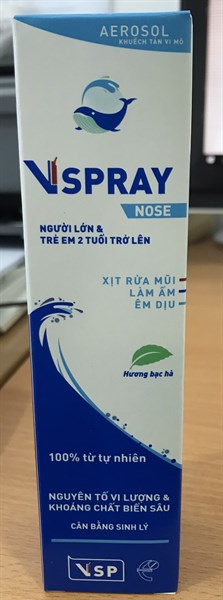 AEROSOL
KHUẾCH TÁN VI MÔ
VSPRAY
NOSE
NGƯỜI LỚN &
TRẺ EM 2 TUỔI TRỞ LÊN
XỊT RỬA MŨI
LÀM ẨM
ÊM DỊU
Hương bạc hà
100% từ tự nhiên
NGUYÊN TỐ VI LƯỢNG &
KHOÁNG CHẤT BIỂN SÂU
CÂN BẰNG SINH LÝ
VSP